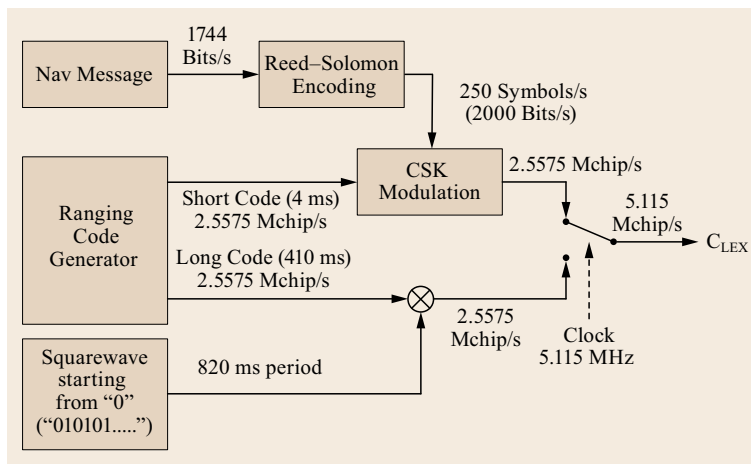 1744
Bits/s
Nav Message
Reed–Solomon
Encoding
250 Symbols/s
(2000 Bits/s)
Ranging
Code
Generator
Short Code (4 ms)
2.5575 Mchip/s
CSK
Modulation
2.5575 Mchip/s
5.115
Mchip/s
C_LEX
Long Code (410 ms)
2.5575 Mchip/s
2.5575
Mchip/s
Clock
5.115 MHz
Squarewave
starting
from “0”
(“010101.....”)
820 ms period